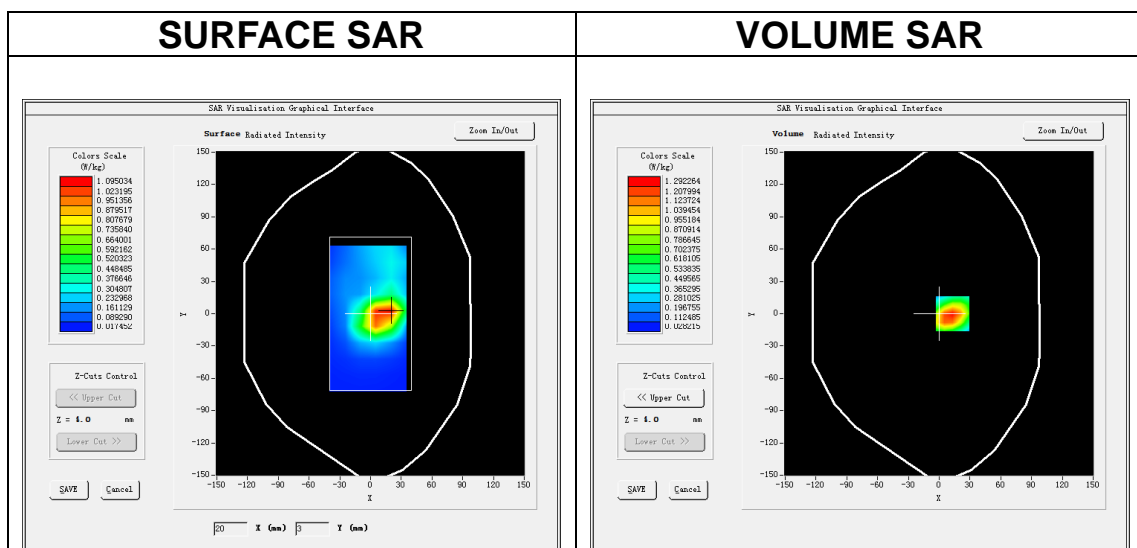 SURFACE SAR
VOLUME SAR
SAR Visualisation Graphical Interface
Surface Radiated Intensity
Zoom In/Out
Colors Scale
(W/kg)
1.095034
1.023195
0.951356
0.879517
0.807679
0.735840
0.664001
0.592162
0.520323
0.448485
0.376646
0.304807
0.232968
0.161129
0.089290
0.017452
150
120
90
60
30
0
-30
-60
-90
-120
-150
Y
-150 -120 -90 -60 -30 0 30 60 90 120 150
X
Z-Cuts Control
<< Upper Cut
Z = 4.0 mm
Lower Cut >>
SAVE Cancel
20 X (mm) 3 Y (mm)
SAR Visualisation Graphical Interface
Volume Radiated Intensity
Zoom In/Out
Colors Scale
(W/kg)
1.292264
1.207994
1.123724
1.039454
0.955184
0.870914
0.786645
0.702375
0.618105
0.533835
0.449565
0.365295
0.281025
0.196755
0.112485
0.028215
150
120
90
60
30
0
-30
-60
-90
-120
-150
Y
-150 -120 -90 -60 -30 0 30 60 90 120 150
X
Z-Cuts Control
<< Upper Cut
Z = 4.0 mm
Lower Cut >>
SAVE Cancel